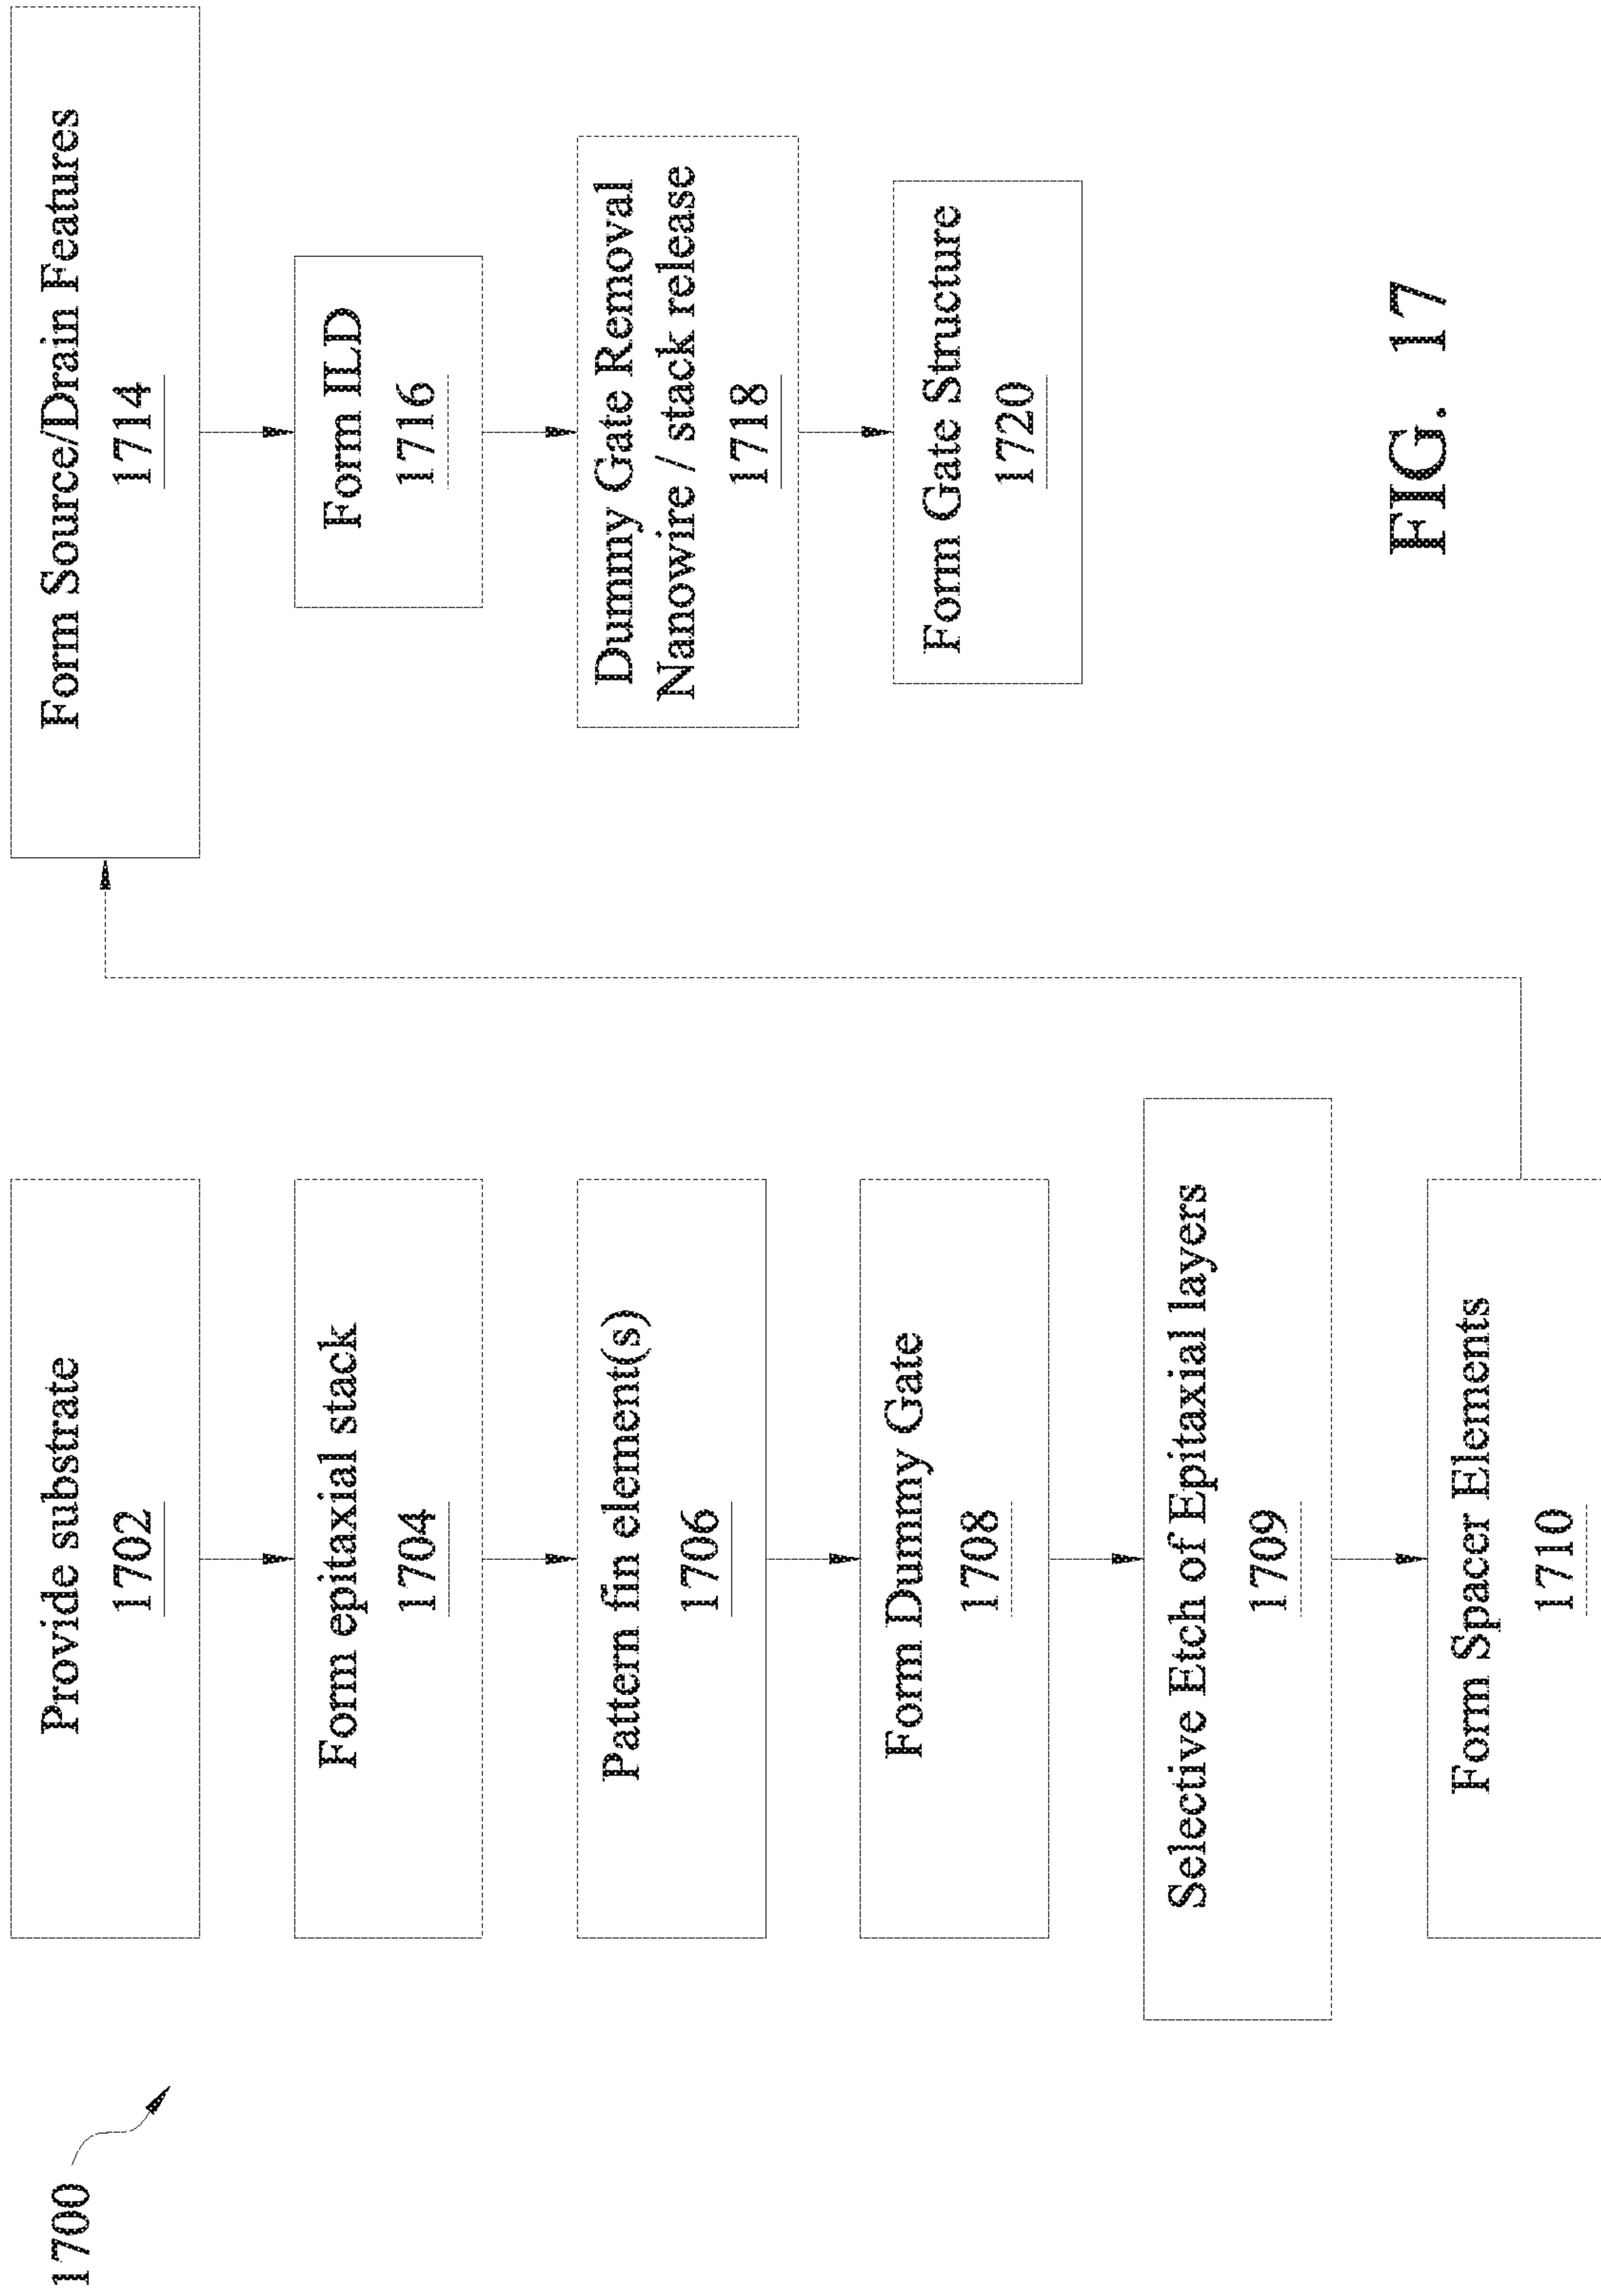 1700
Provide substrate
1702
Form epitaxial stack
1704
Pattern fin element(s)
1706
Form Dummy Gate
1708
Selective Etch of Epitaxial layers
1709
Form Spacer Elements
1710
Form Source/Drain Features
1714
Form ILD
1716
Dummy Gate Removal
Nanowire / stack release
1718
Form Gate Structure
1720
FIG. 17